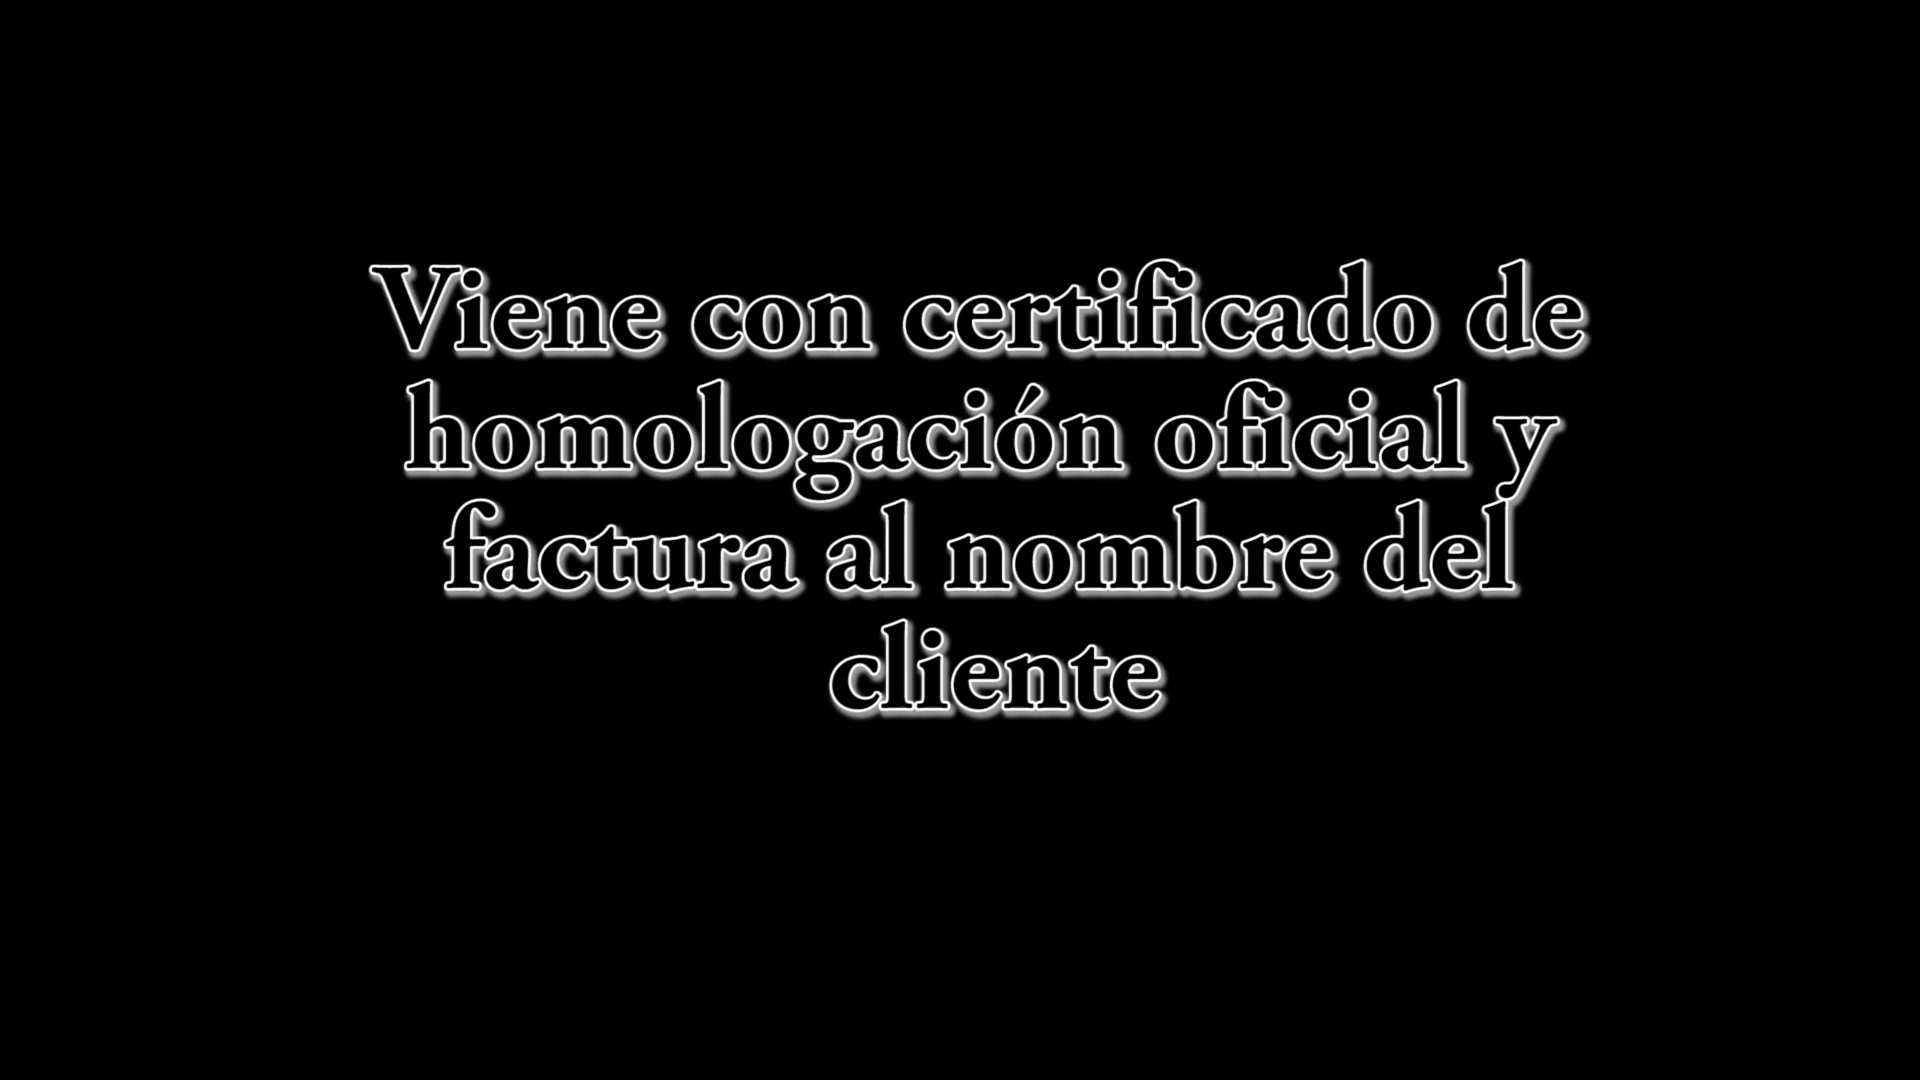 Viene con certificado de
homologación oficial y
factura al nombre del
cliente